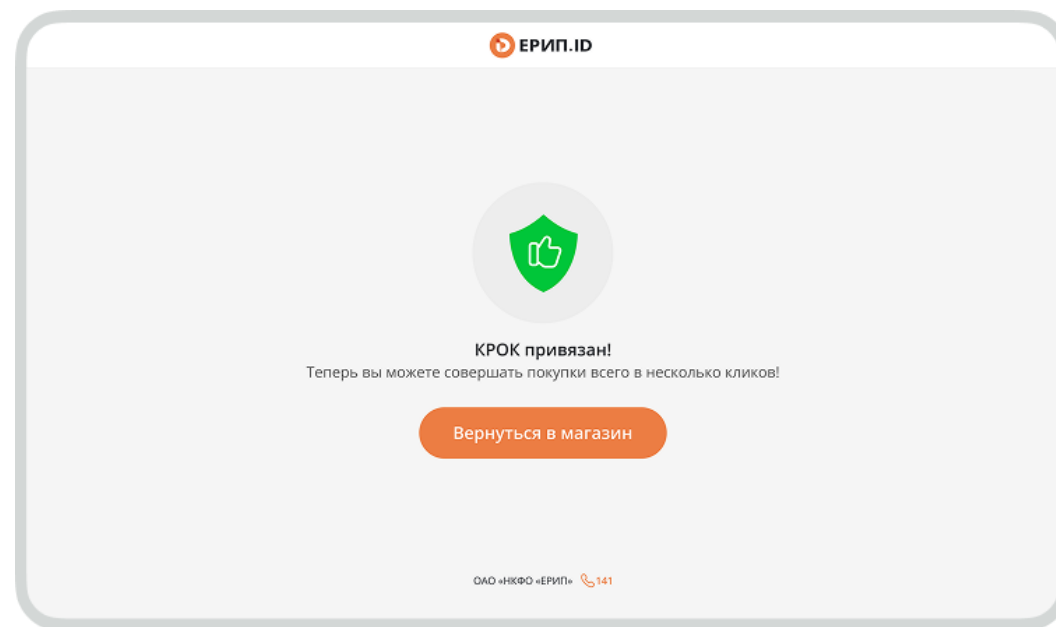 ЕРИП.ID
КРОК привязан!
Теперь вы можете совершать покупки всего в несколько кликов!
Вернуться в магазин
ОАО «НКФО «ЕРИП» 141